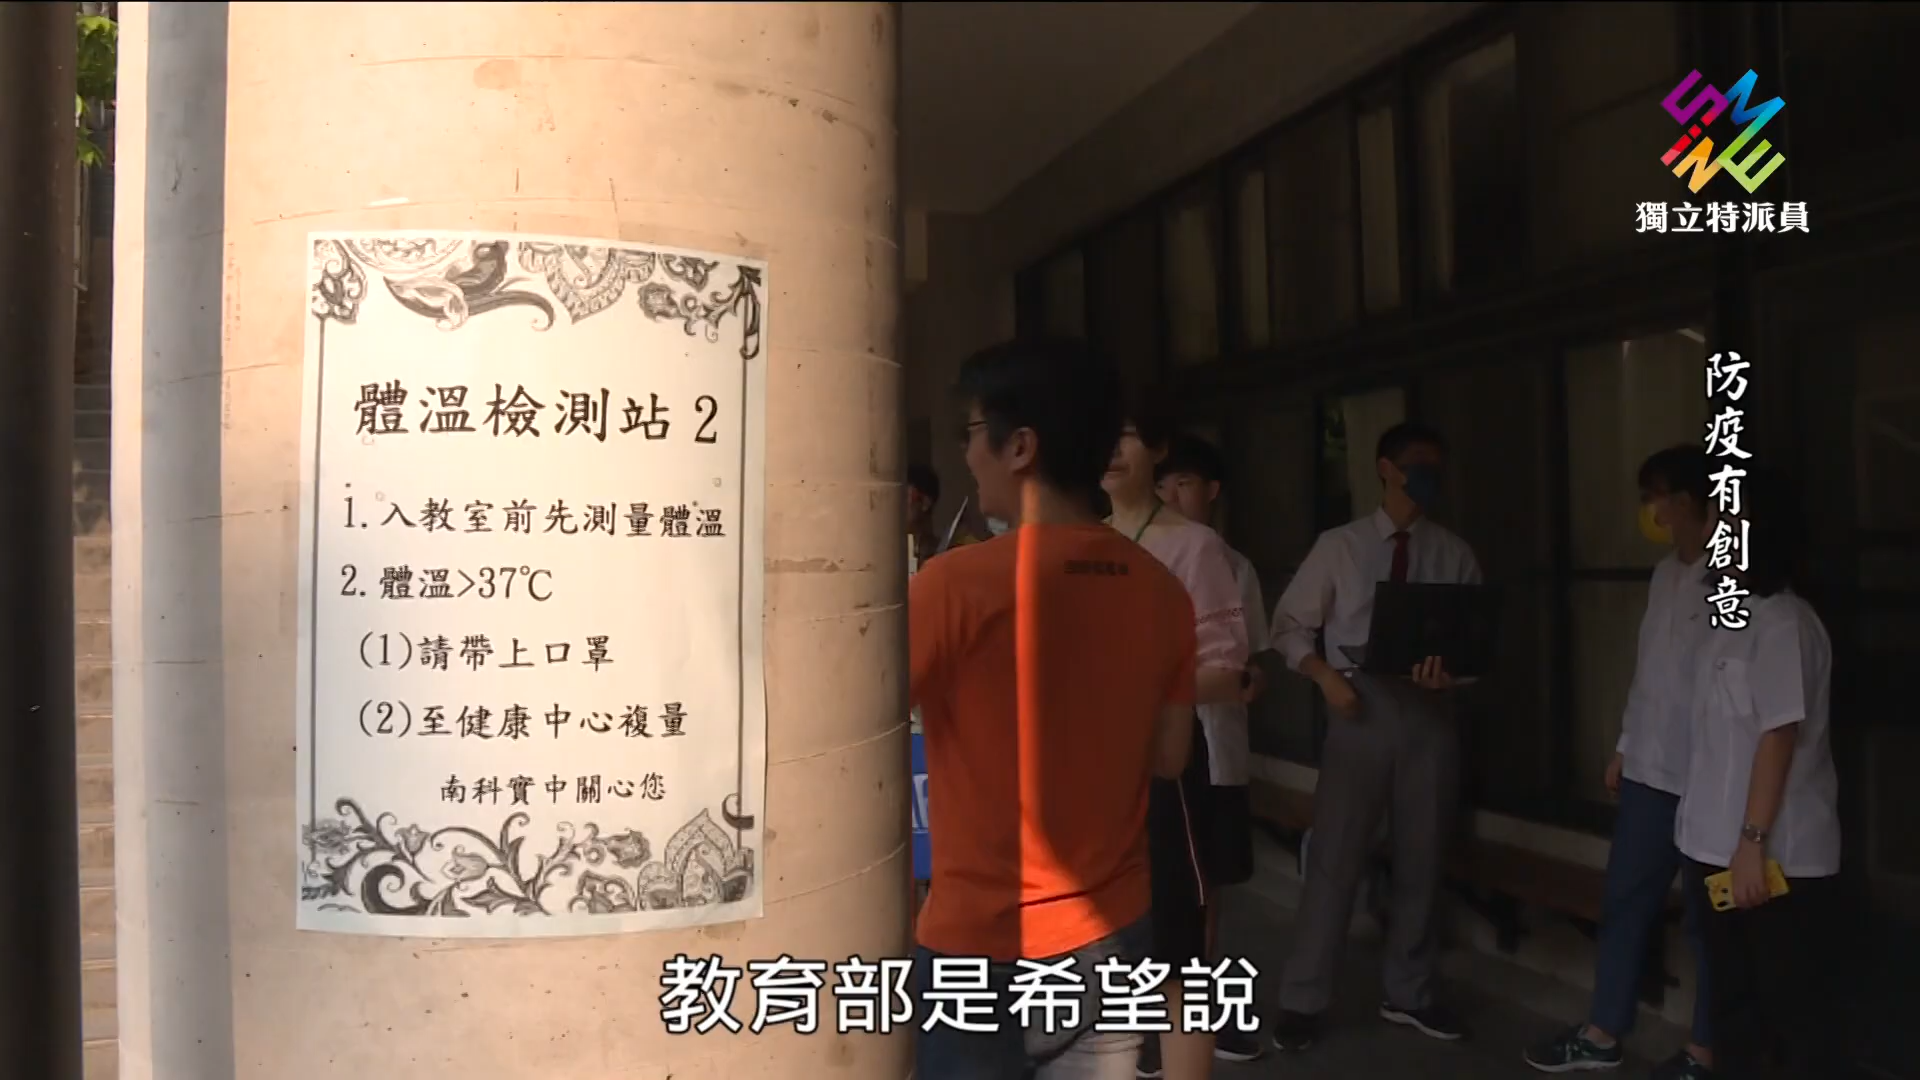 體溫檢測站 2
1. 入教室前先測量體溫
2. 體溫>37℃
(1)請帶上口罩
(2)至健康中心複量
南科實中關心您
INNEWS
獨立特派員
防疫有創意
教育部是希望說